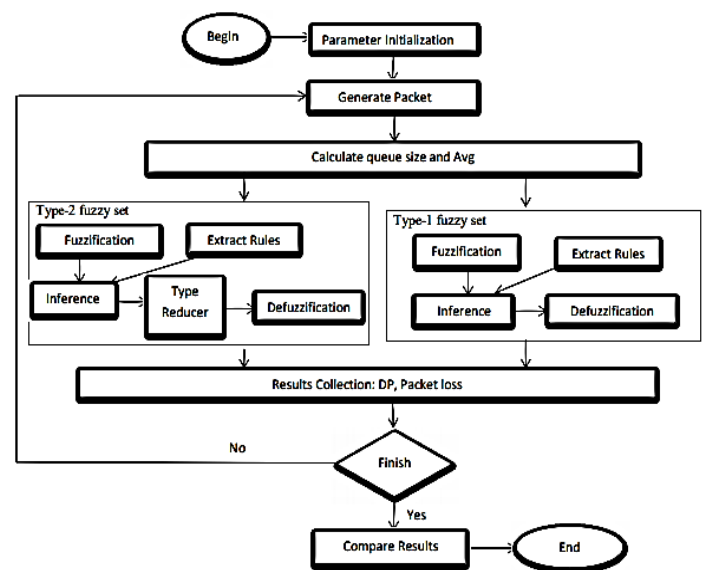 Begin
Parameter Initialization
Generate Packet
Calculate queue size and Avg
Type-2 fuzzy set
Fuzzification
Extract Rules
Inference
Type
Reducer
Defuzzification
Type-1 fuzzy set
Fuzzification
Extract Rules
Inference
Defuzzification
Results Collection: DP, Packet loss
No
Finish
Yes
Compare Results
End